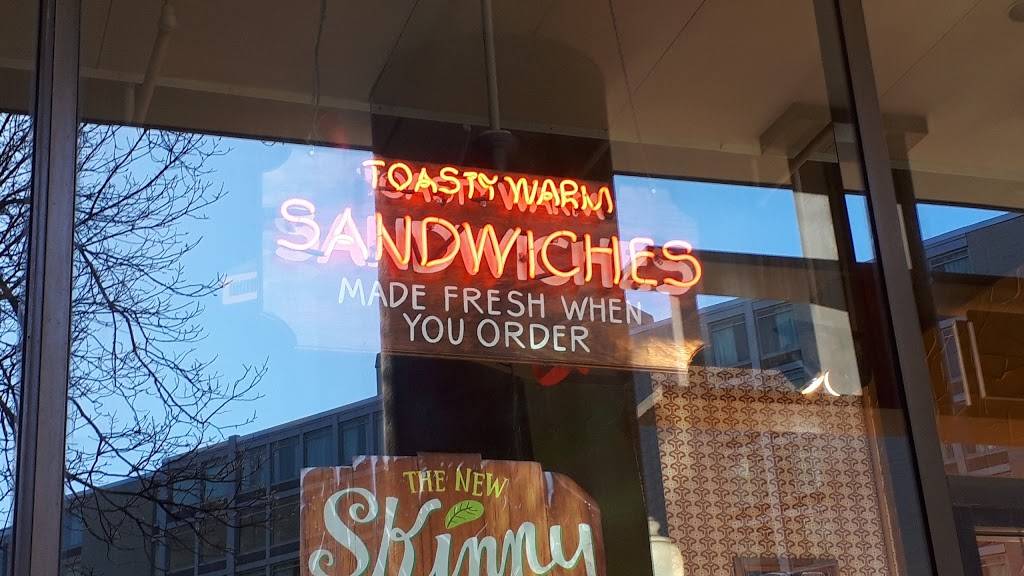 TOASTY WARM
SANDWICHES
MADE FRESH WHEN
YOU ORDER
THE NEW
Skinny